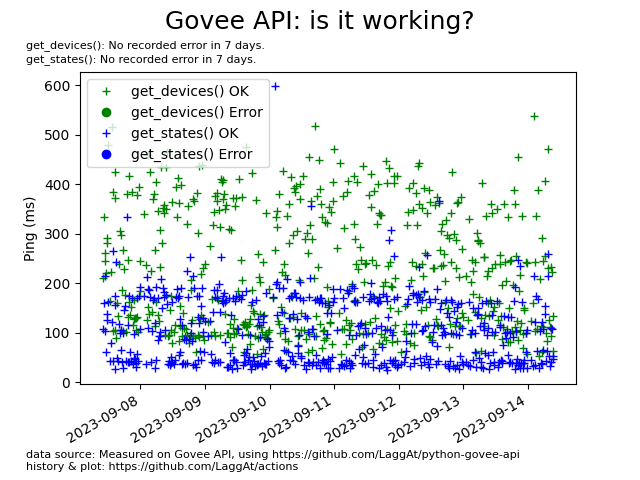 Govee API: is it working?
get_devices(): No recorded error in 7 days.
get_states(): No recorded error in 7 days.
get_devices() OK
get_devices() Error
get_states() OK
get_states() Error
Ping (ms)
600
500
400
300
200
100
0
2023-09-08
2023-09-09
2023-09-10
2023-09-11
2023-09-12
2023-09-13
2023-09-14
data source: Measured on Govee API, using https://github.com/LaggAt/python-govee-api
history & plot: https://github.com/LaggAt/actions